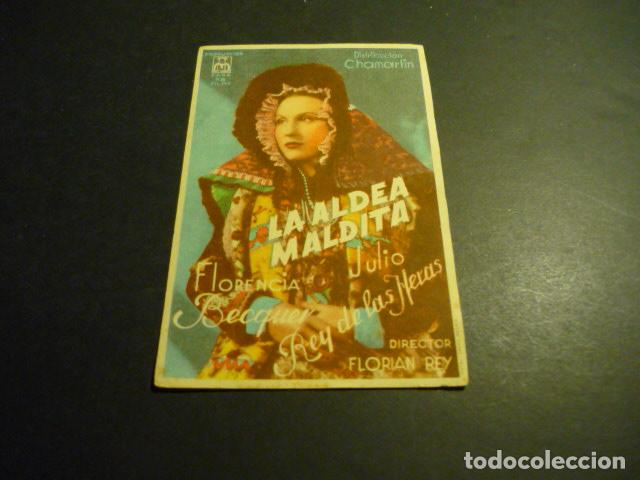 Distribución
Chamartín
LA ALDEA
MALDITA
Florencia
Becquer
Julio
Rey de las Heras
DIRECTOR
FLORIAN REY
todocoleccion